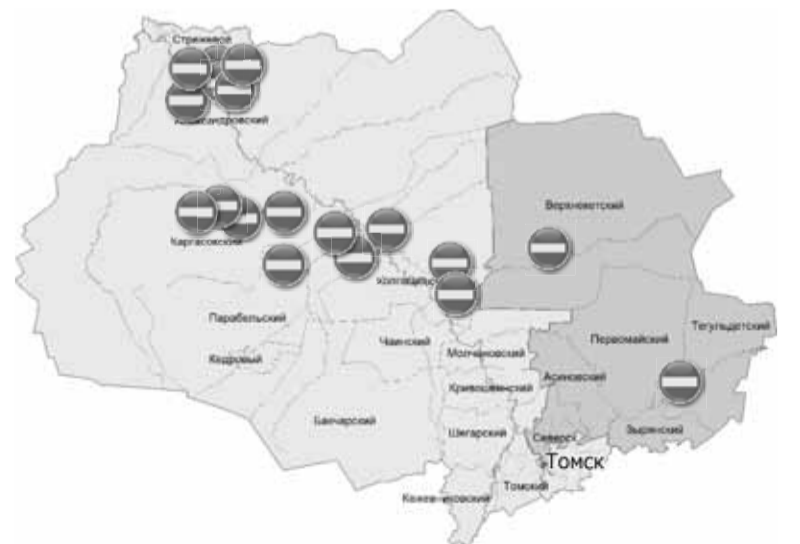 Стрежевой
Александровский
Верхнекетский
Каргасокский
Колпашевский
Парабельский
Тегульдетский
Первомайский
Чаинский
Молчановский
Кедровый
Асиновский
Кривошеинский
Бакчарский
Зырянский
Шегарский
Северск
Томск
Томский
Кожевниковский